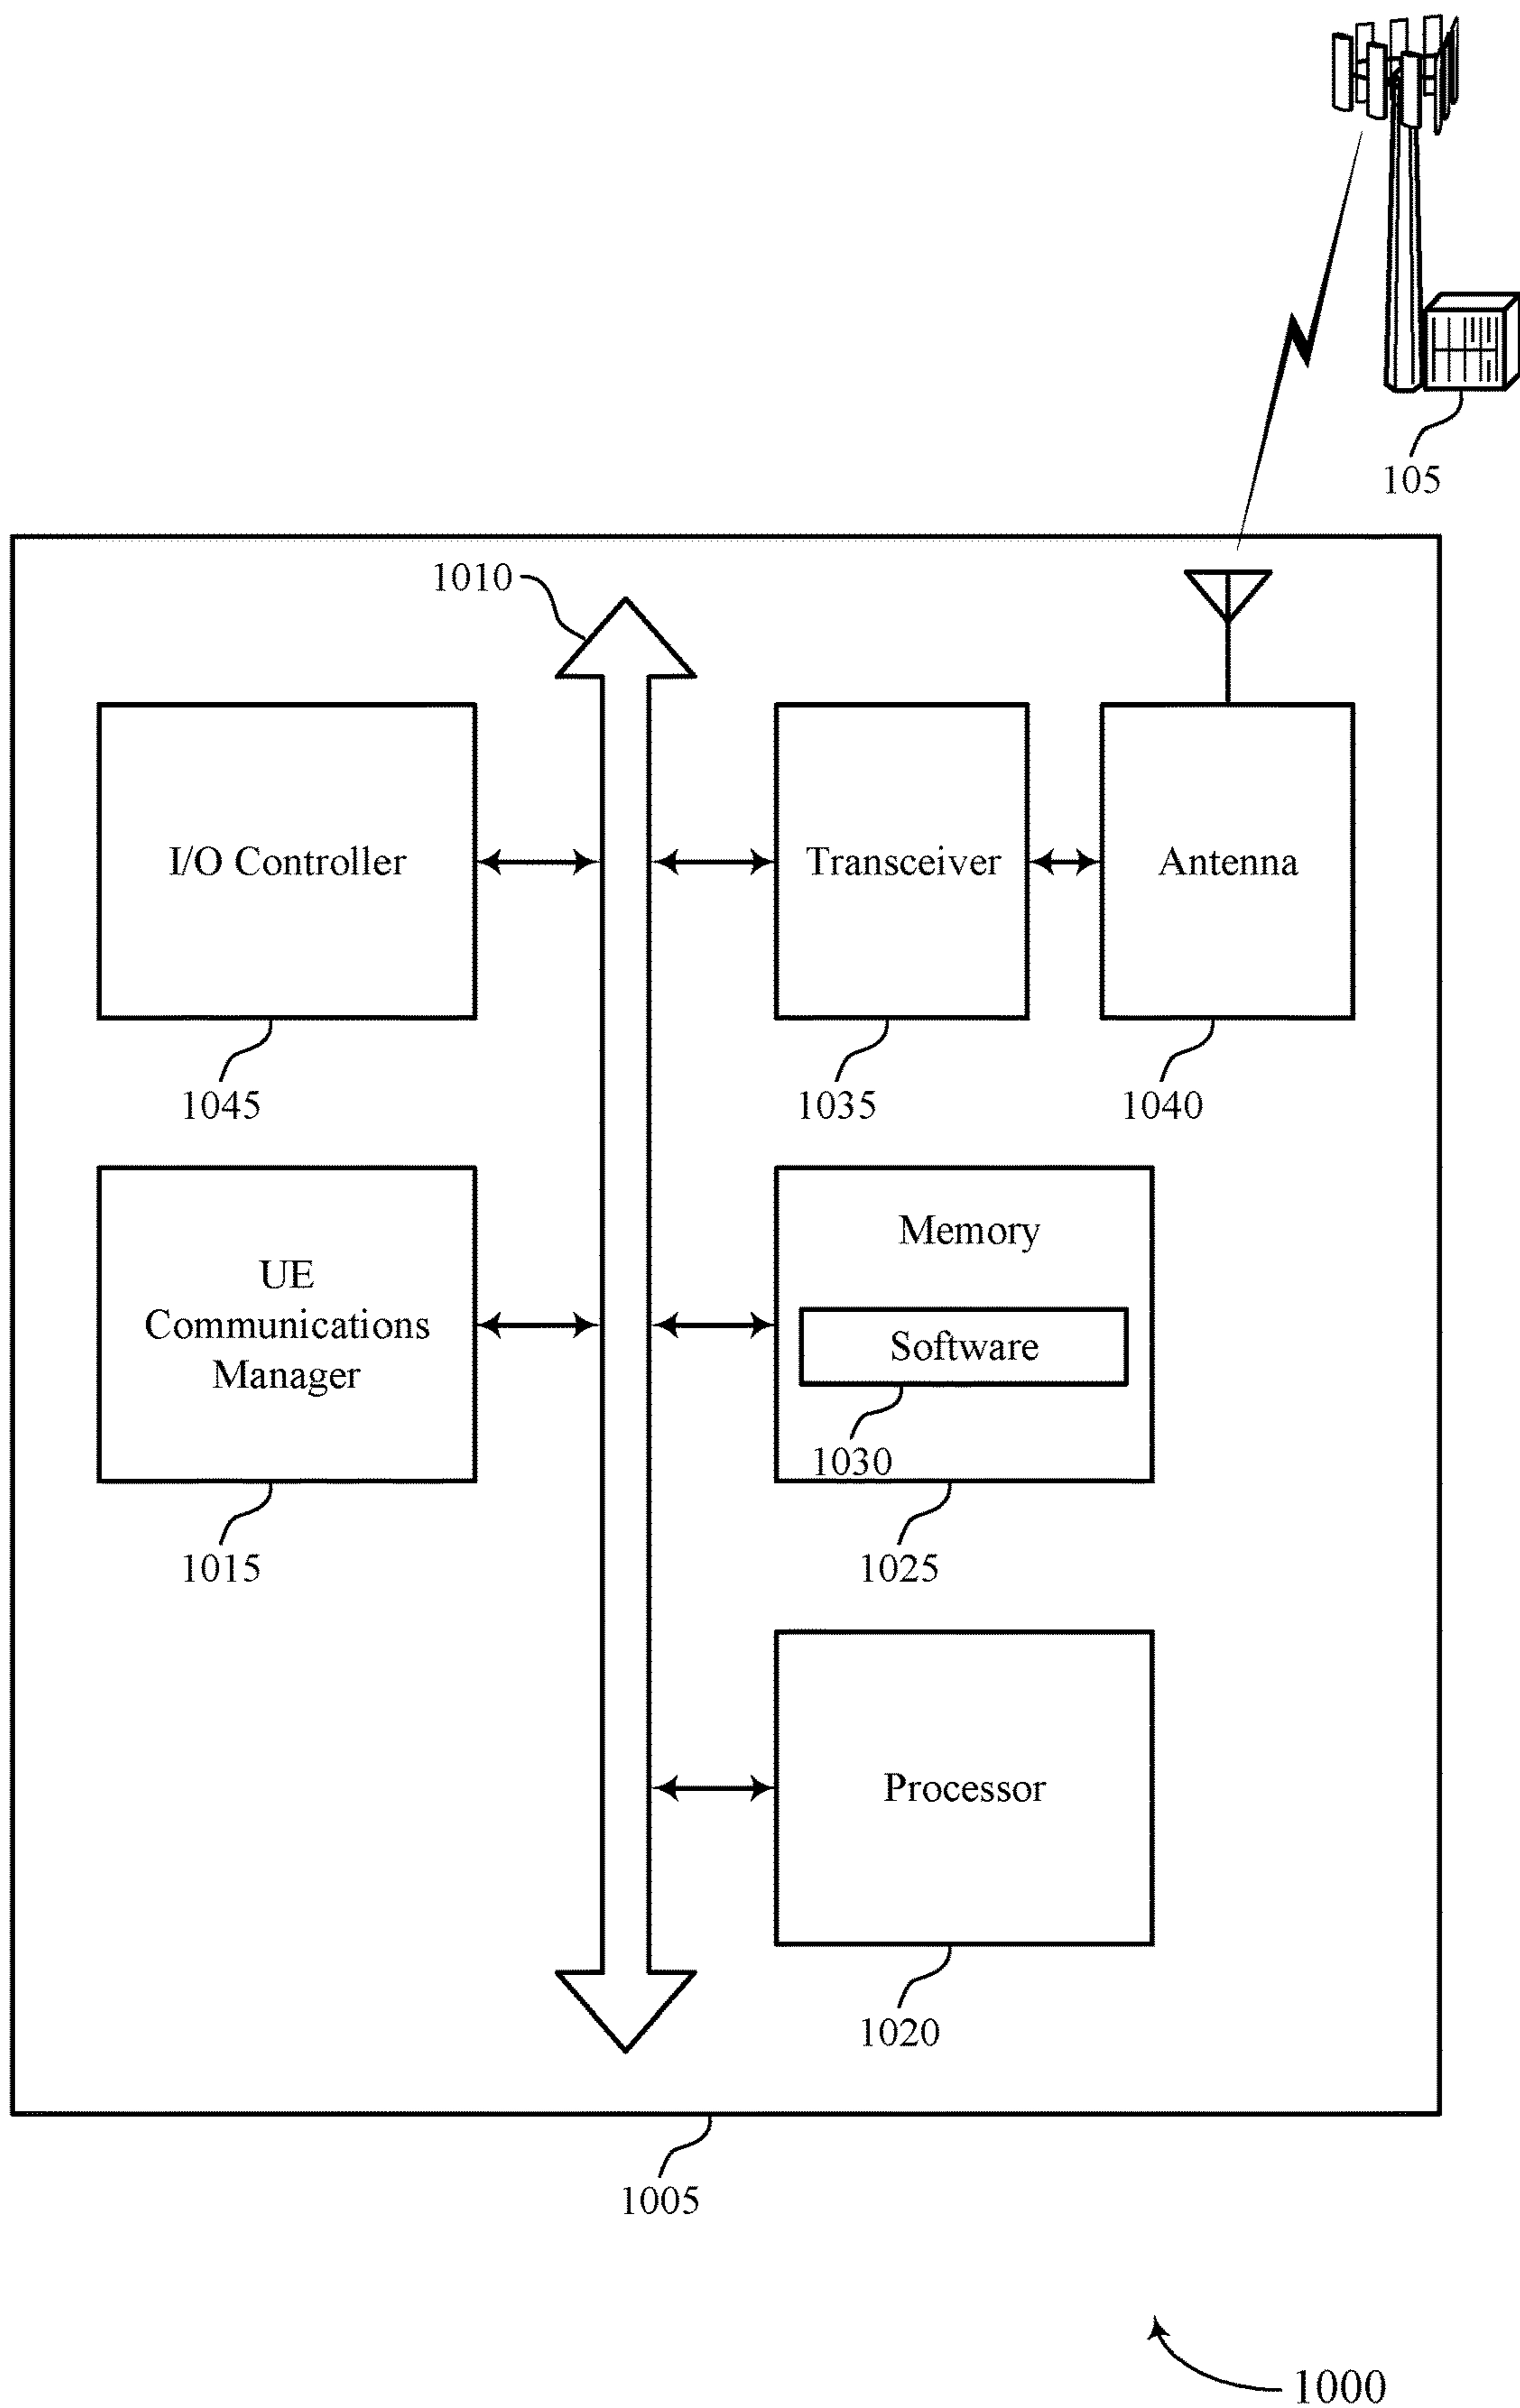 105
1010
I/O Controller
Transceiver
Antenna
1045
1035
1040
UE
Communications
Manager
Memory
Software
1030
1015
1025
Processor
1020
1005
1000